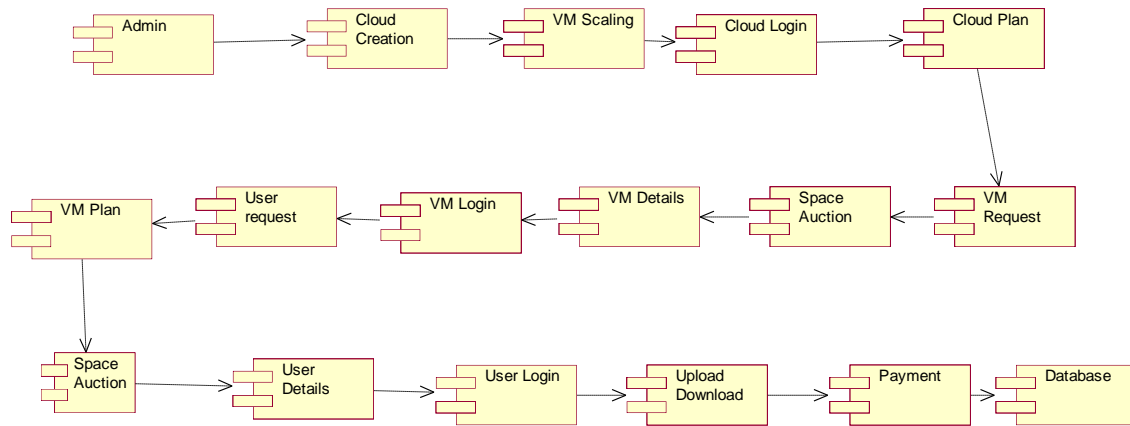 Admin
Cloud
Creation
VM Scaling
Cloud Login
Cloud Plan
VM Plan
User
request
VM Login
VM Details
Space
Auction
VM
Request
Space
Auction
User
Details
User Login
Upload
Download
Payment
Database